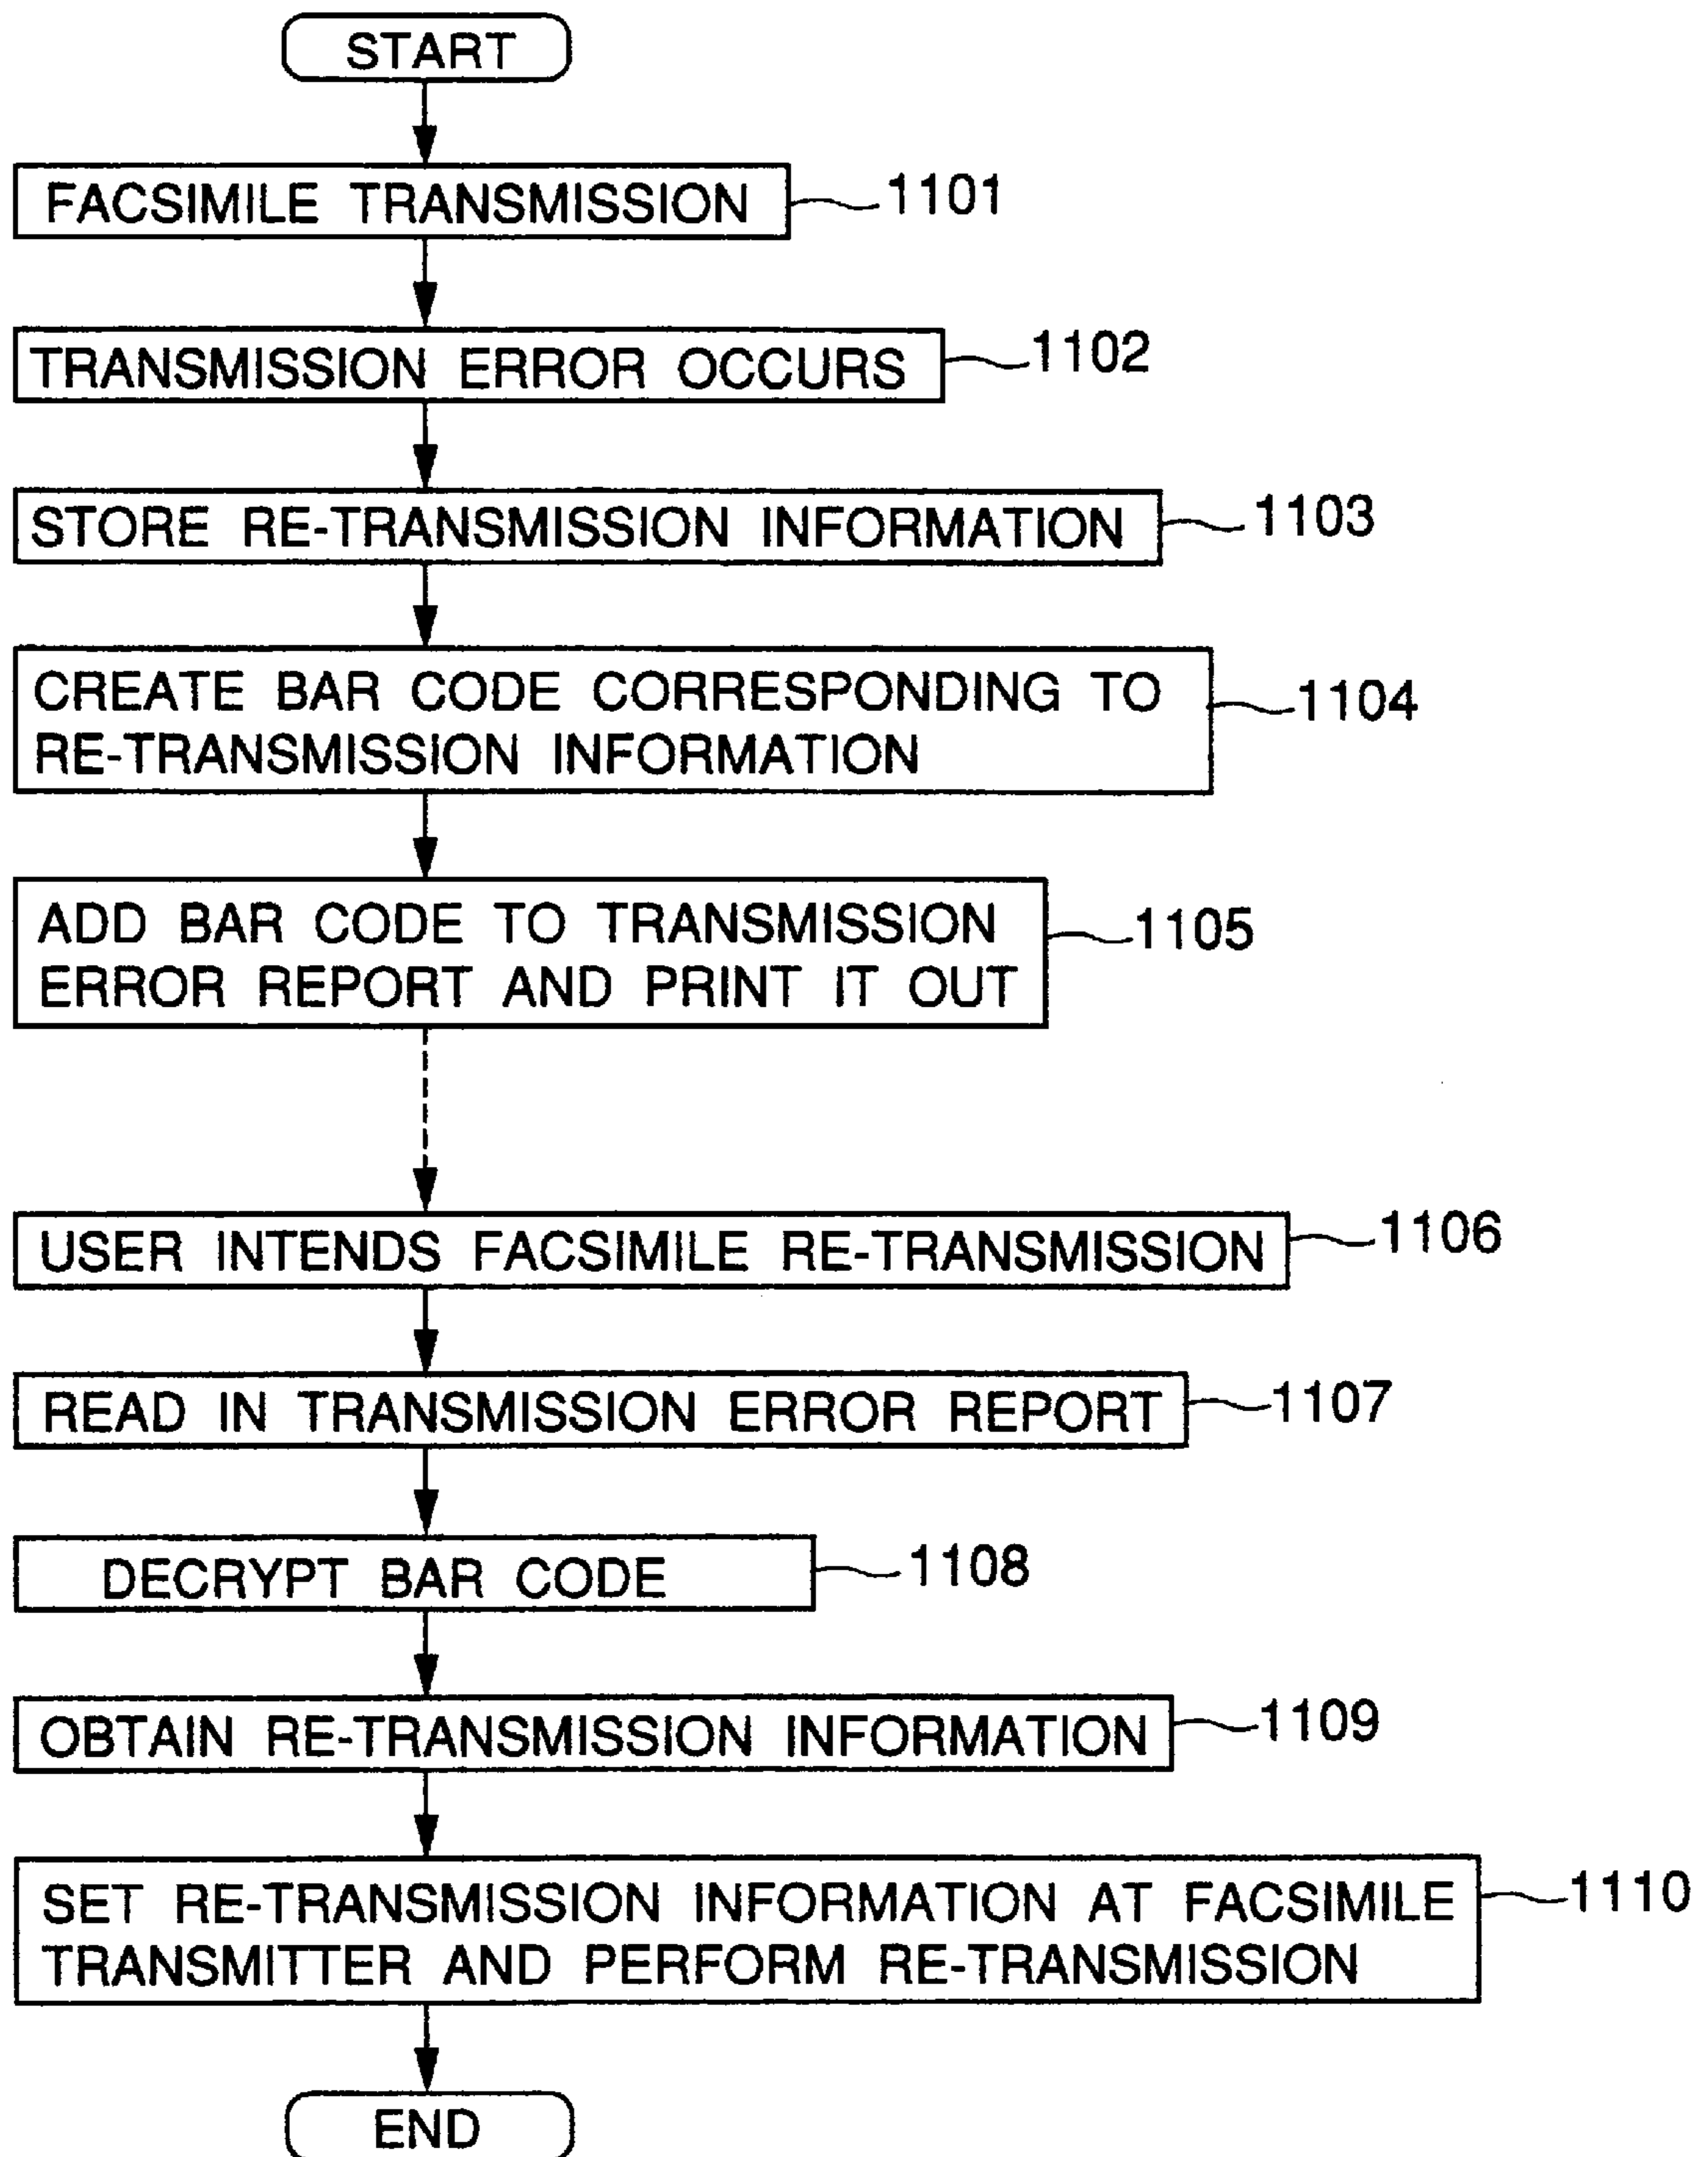 START
FACSIMILE TRANSMISSION
1101
TRANSMISSION ERROR OCCURS
1102
STORE RE-TRANSMISSION INFORMATION
1103
CREATE BAR CODE CORRESPONDING TO
RE-TRANSMISSION INFORMATION
1104
ADD BAR CODE TO TRANSMISSION
ERROR REPORT AND PRINT IT OUT
1105
USER INTENDS FACSIMILE RE-TRANSMISSION
1106
READ IN TRANSMISSION ERROR REPORT
1107
DECRYPT BAR CODE
1108
OBTAIN RE-TRANSMISSION INFORMATION
1109
SET RE-TRANSMISSION INFORMATION AT FACSIMILE
TRANSMITTER AND PERFORM RE-TRANSMISSION
1110
END